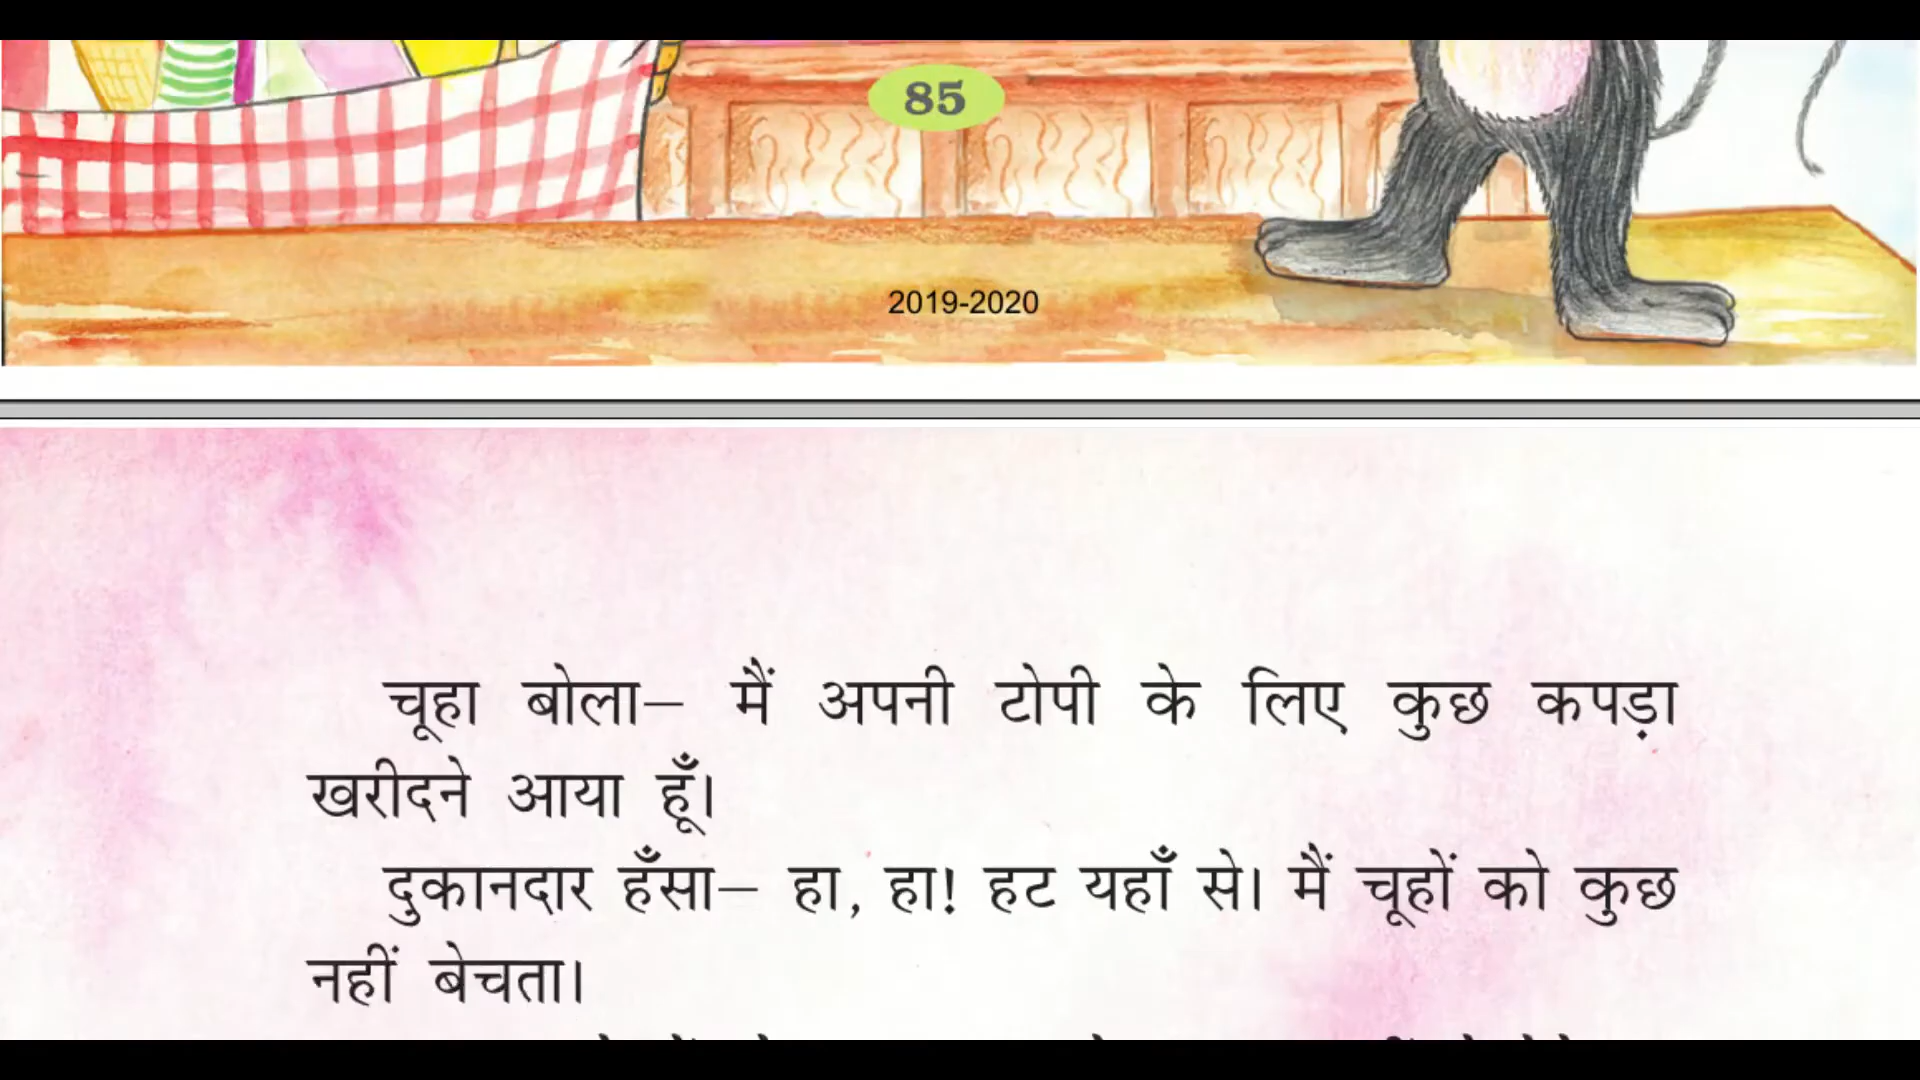 85
2019-2020
चूहा बोला– मैं अपनी टोपी के लिए कुछ कपड़ा
खरीदने आया हूँ।
दुकानदार हँसा– हा, हा! हट यहाँ से। मैं चूहों को कुछ
नहीं बेचता।